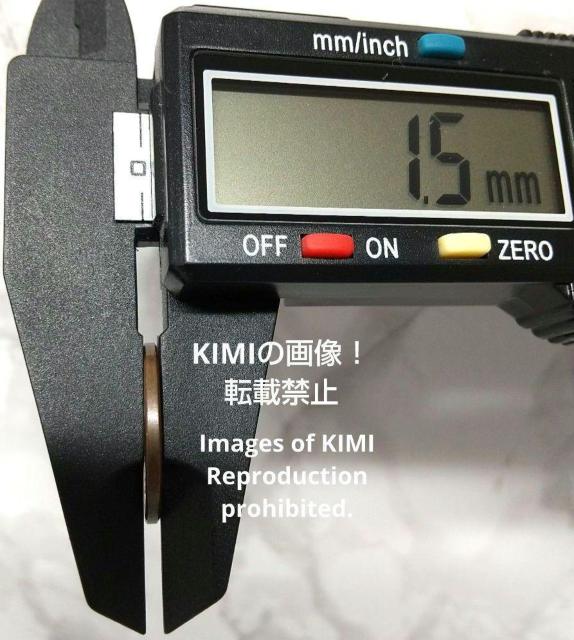 mm/inch
1.5 mm
OFF ON ZERO
0
KIMIの画像！
転載禁止
Images of KIMI
Reproduction
prohibited.